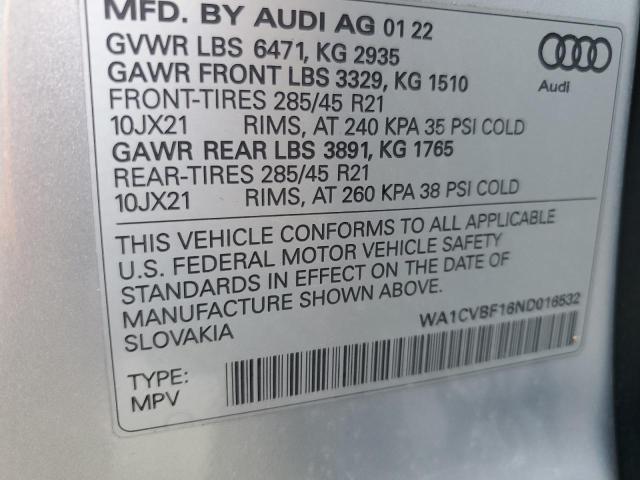 MFD. BY AUDI AG 01 22
GVWR LBS 6471, KG 2935
GAWR FRONT LBS 3329, KG 1510
FRONT-TIRES 285/45 R21
10JX21 RIMS, AT 240 KPA 35 PSI COLD
GAWR REAR LBS 3891, KG 1765
REAR-TIRES 285/45 R21
10JX21 RIMS, AT 260 KPA 38 PSI COLD
Audi
THIS VEHICLE CONFORMS TO ALL APPLICABLE
U.S. FEDERAL MOTOR VEHICLE SAFETY
STANDARDS IN EFFECT ON THE DATE OF
MANUFACTURE SHOWN ABOVE.
SLOVAKIA
WA1CVBF16ND016532
TYPE:
MPV